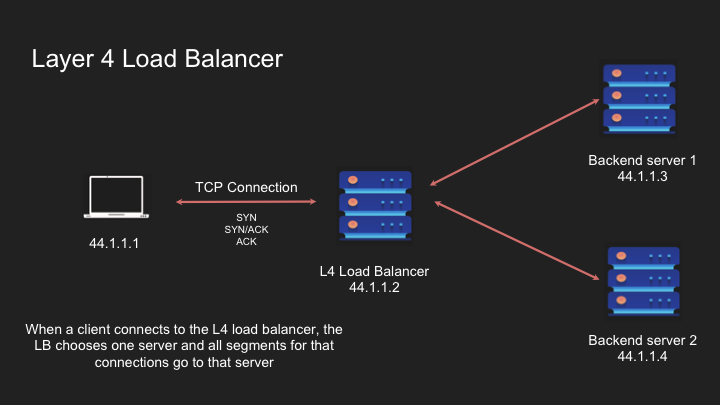 Layer 4 Load Balancer
TCP Connection
SYN
SYN/ACK
ACK
44.1.1.1
L4 Load Balancer
44.1.1.2
Backend server 1
44.1.1.3
Backend server 2
44.1.1.4
When a client connects to the L4 load balancer, the
LB chooses one server and all segments for that
connections go to that server